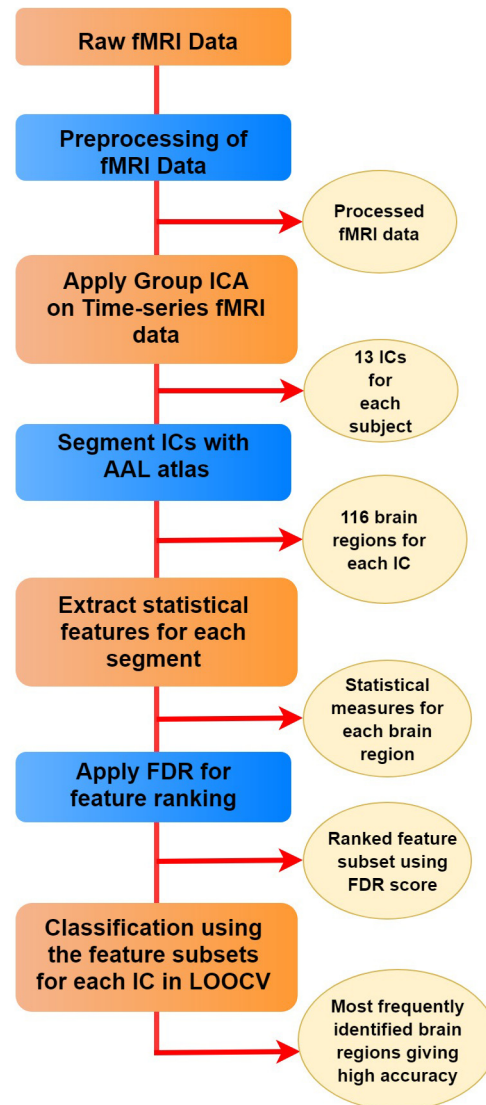 Raw fMRI Data
Preprocessing of
fMRI Data
Processed
fMRI data
Apply Group ICA
on Time-series fMRI
data
13 ICs
for
each
subject
Segment ICs with
AAL atlas
116 brain
regions for
each IC
Extract statistical
features for each
segment
Statistical
measures for
each brain
region
Apply FDR for
feature ranking
Ranked feature
subset using
FDR score
Classification using
the feature subsets
for each IC in LOOCV
Most frequently
identified brain
regions giving
high accuracy